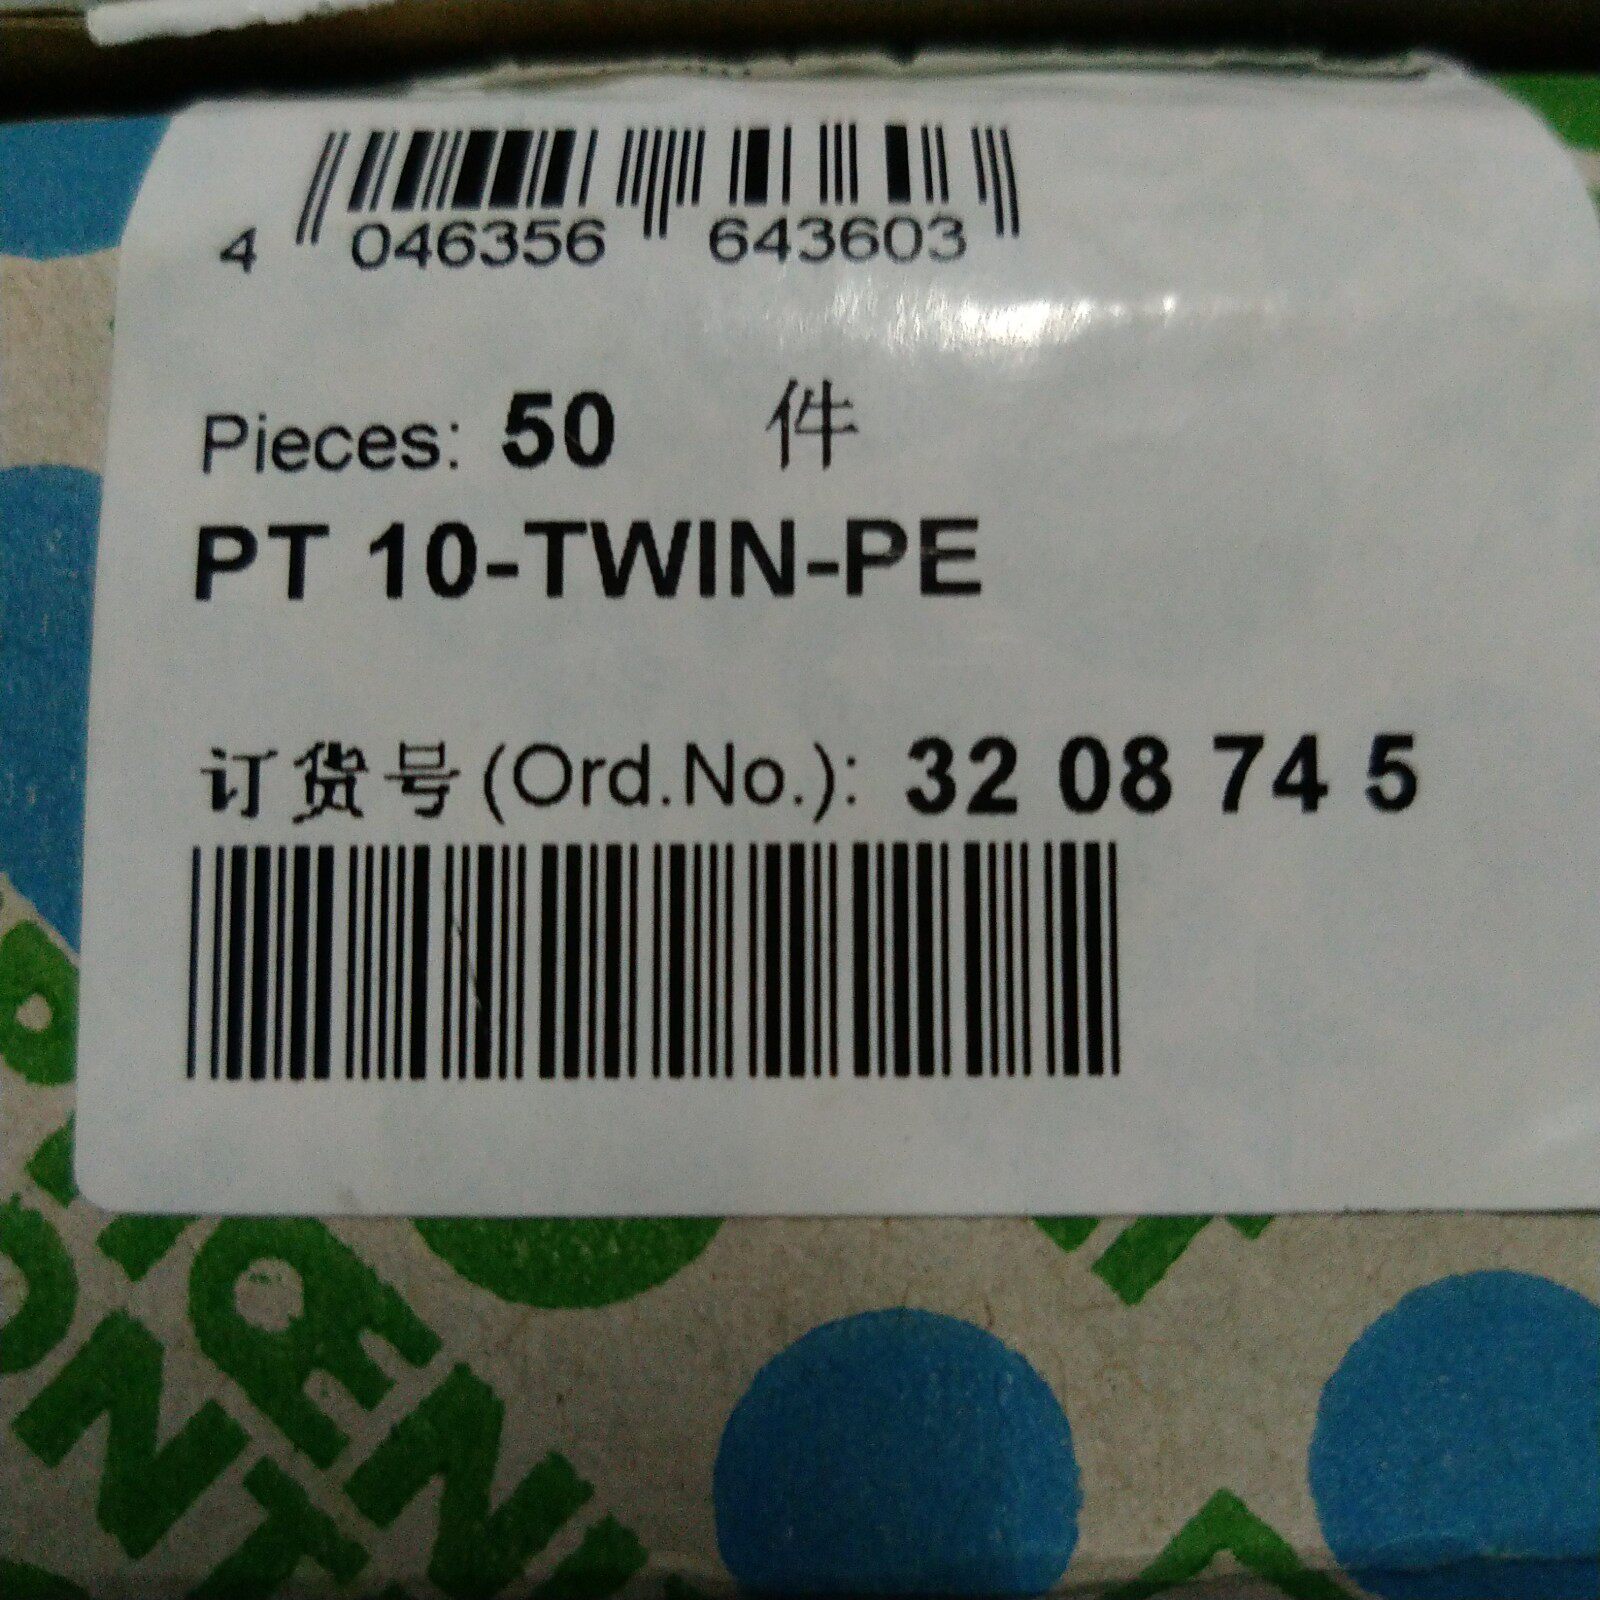 4 046356 643603
Pieces: 50 件
PT 10-TWIN-PE
订货号(Ord.No.): 32 08 74 5